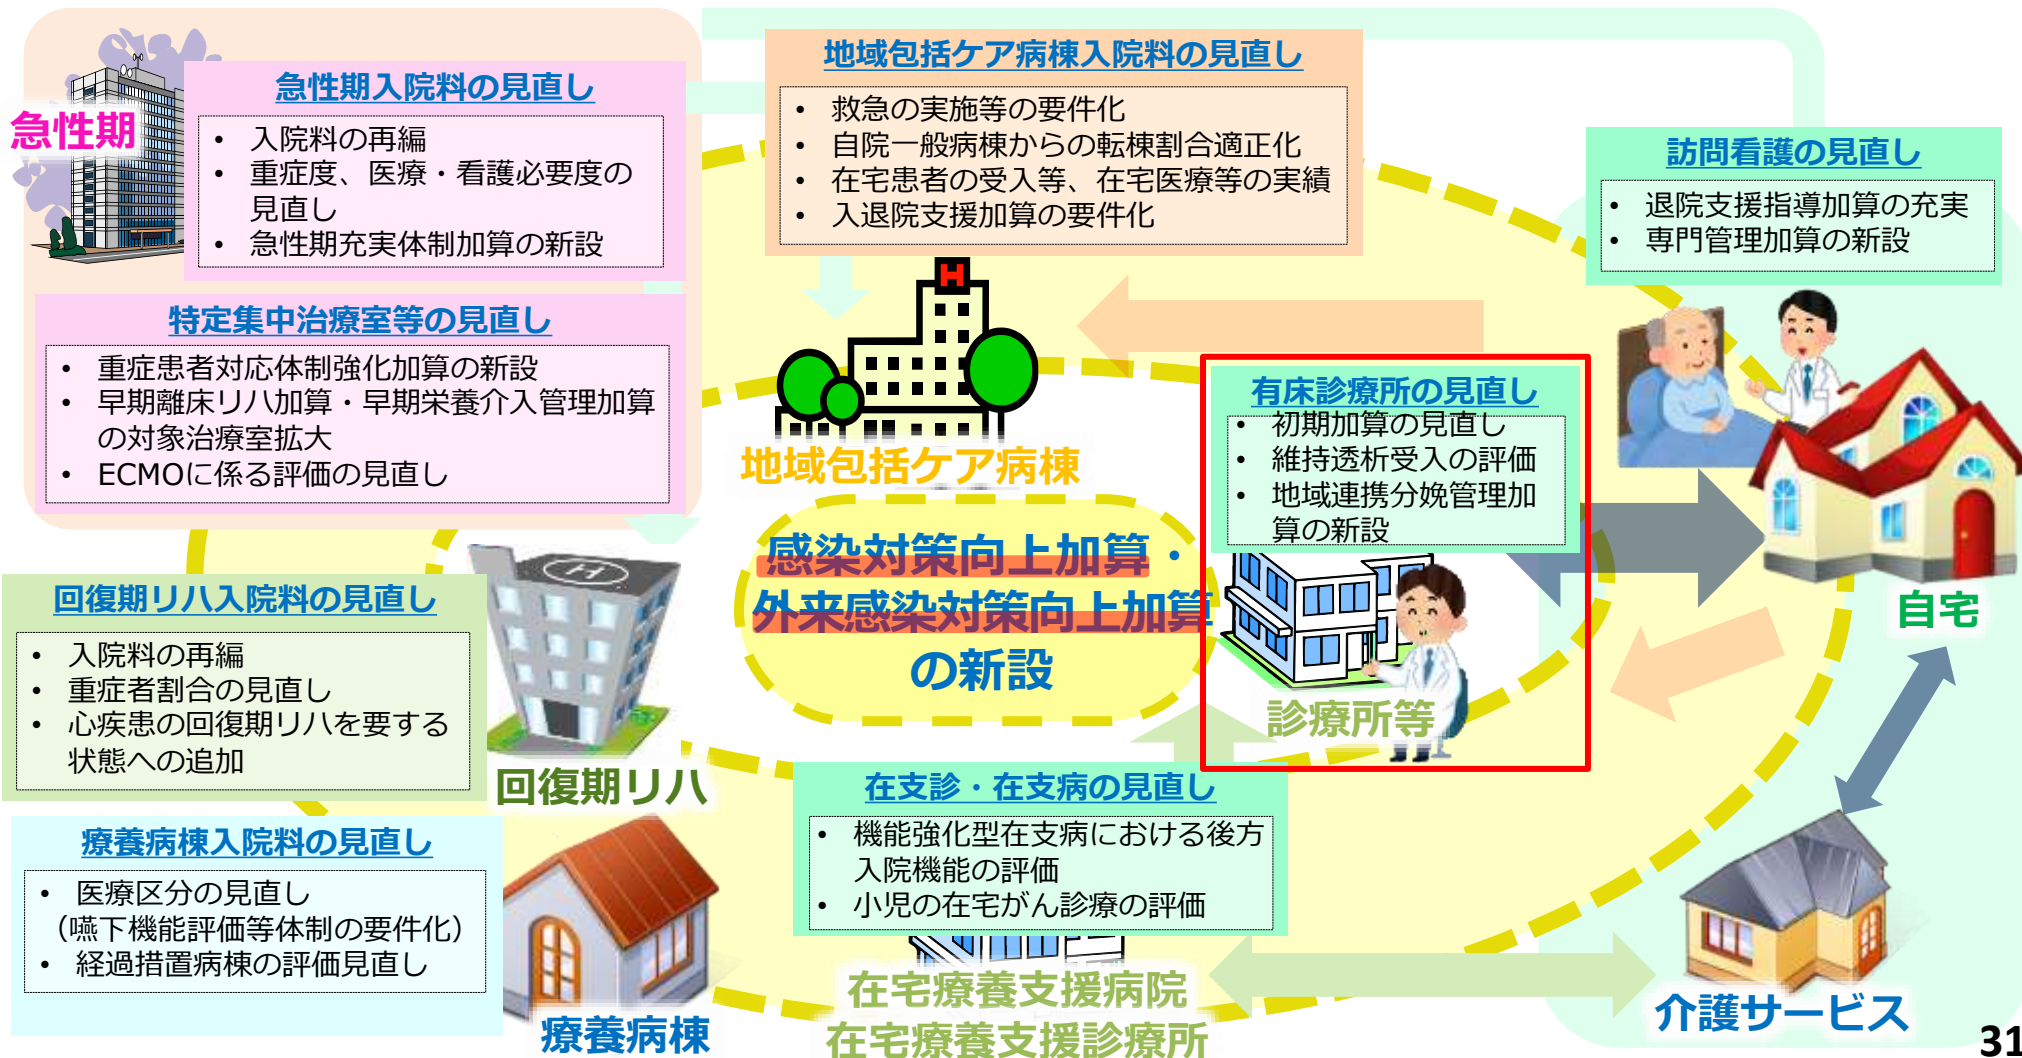 急性期
急性期入院料の見直し
• 入院料の再編
• 重症度、医療・看護必要度の
見直し
• 急性期充実体制加算の新設
特定集中治療室等の見直し
• 重症患者対応体制強化加算の新設
• 早期離床リハ加算・早期栄養介入管理加算
の対象治療室拡大
• ECMOに係る評価の見直し
地域包括ケア病棟入院料の見直し
• 救急の実施等の要件化
• 自院一般病棟からの転棟割合適正化
• 在宅患者の受入等、在宅医療等の実績
• 入退院支援加算の要件化
H
地域包括ケア病棟
訪問看護の見直し
• 退院支援指導加算の充実
• 専門管理加算の新設
自宅
有床診療所の見直し
• 初期加算の見直し
• 維持透析受入の評価
• 地域連携分娩管理加
算の新設
診療所等
感染対策向上加算・
外来感染対策向上加算
の新設
回復期リハ入院料の見直し
• 入院料の再編
• 重症者割合の見直し
• 心疾患の回復期リハを要する
状態への追加
H
回復期リハ
療養病棟入院料の見直し
• 医療区分の見直し
（嚥下機能評価等体制の要件化）
• 経過措置病棟の評価見直し
療養病棟
在支診・在支病の見直し
• 機能強化型在支病における後方
入院機能の評価
• 小児の在宅がん診療の評価
在宅療養支援病院
在宅療養支援診療所
介護サービス
31